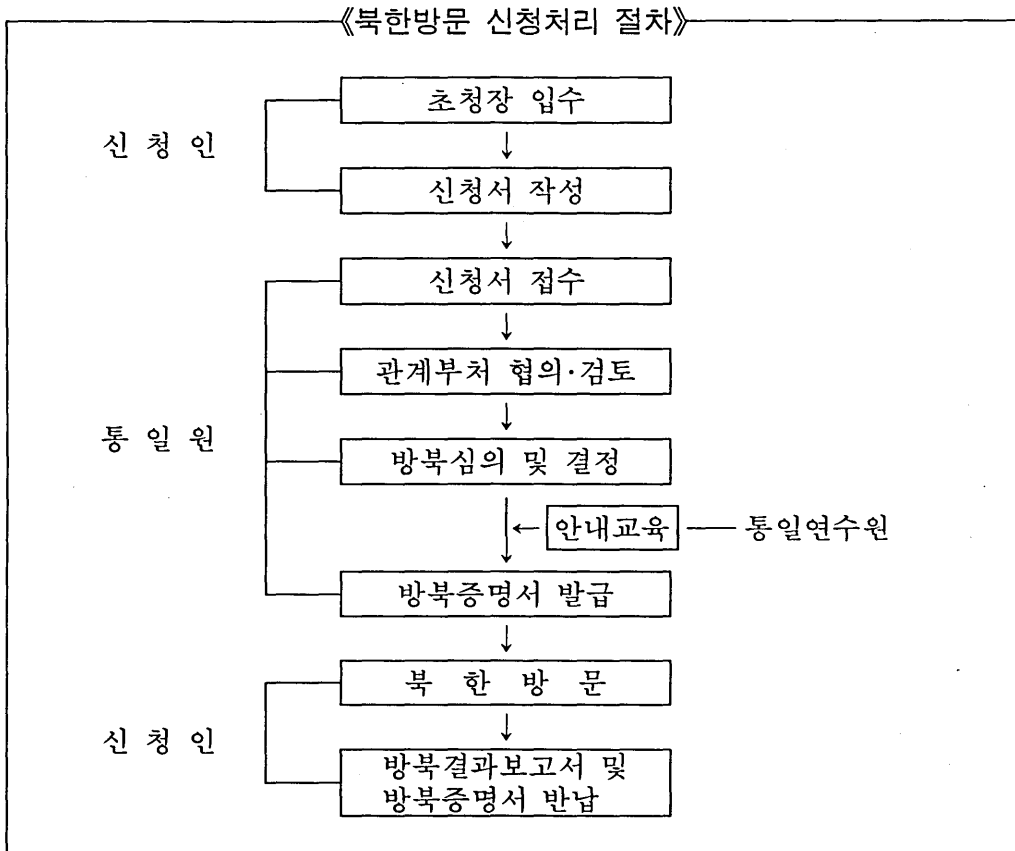 《북한방문 신청처리 절차》
초청장 입수
신 청 인
↓
신청서 작성
↓
신청서 접수
↓
관계부처 협의·검토
↓
통 일 원
방북심의 및 결정
↓ ← 안내교육 — 통일연수원
방북증명서 발급
↓
북 한 방 문
↓
신 청 인
방북결과보고서 및
방북증명서 반납